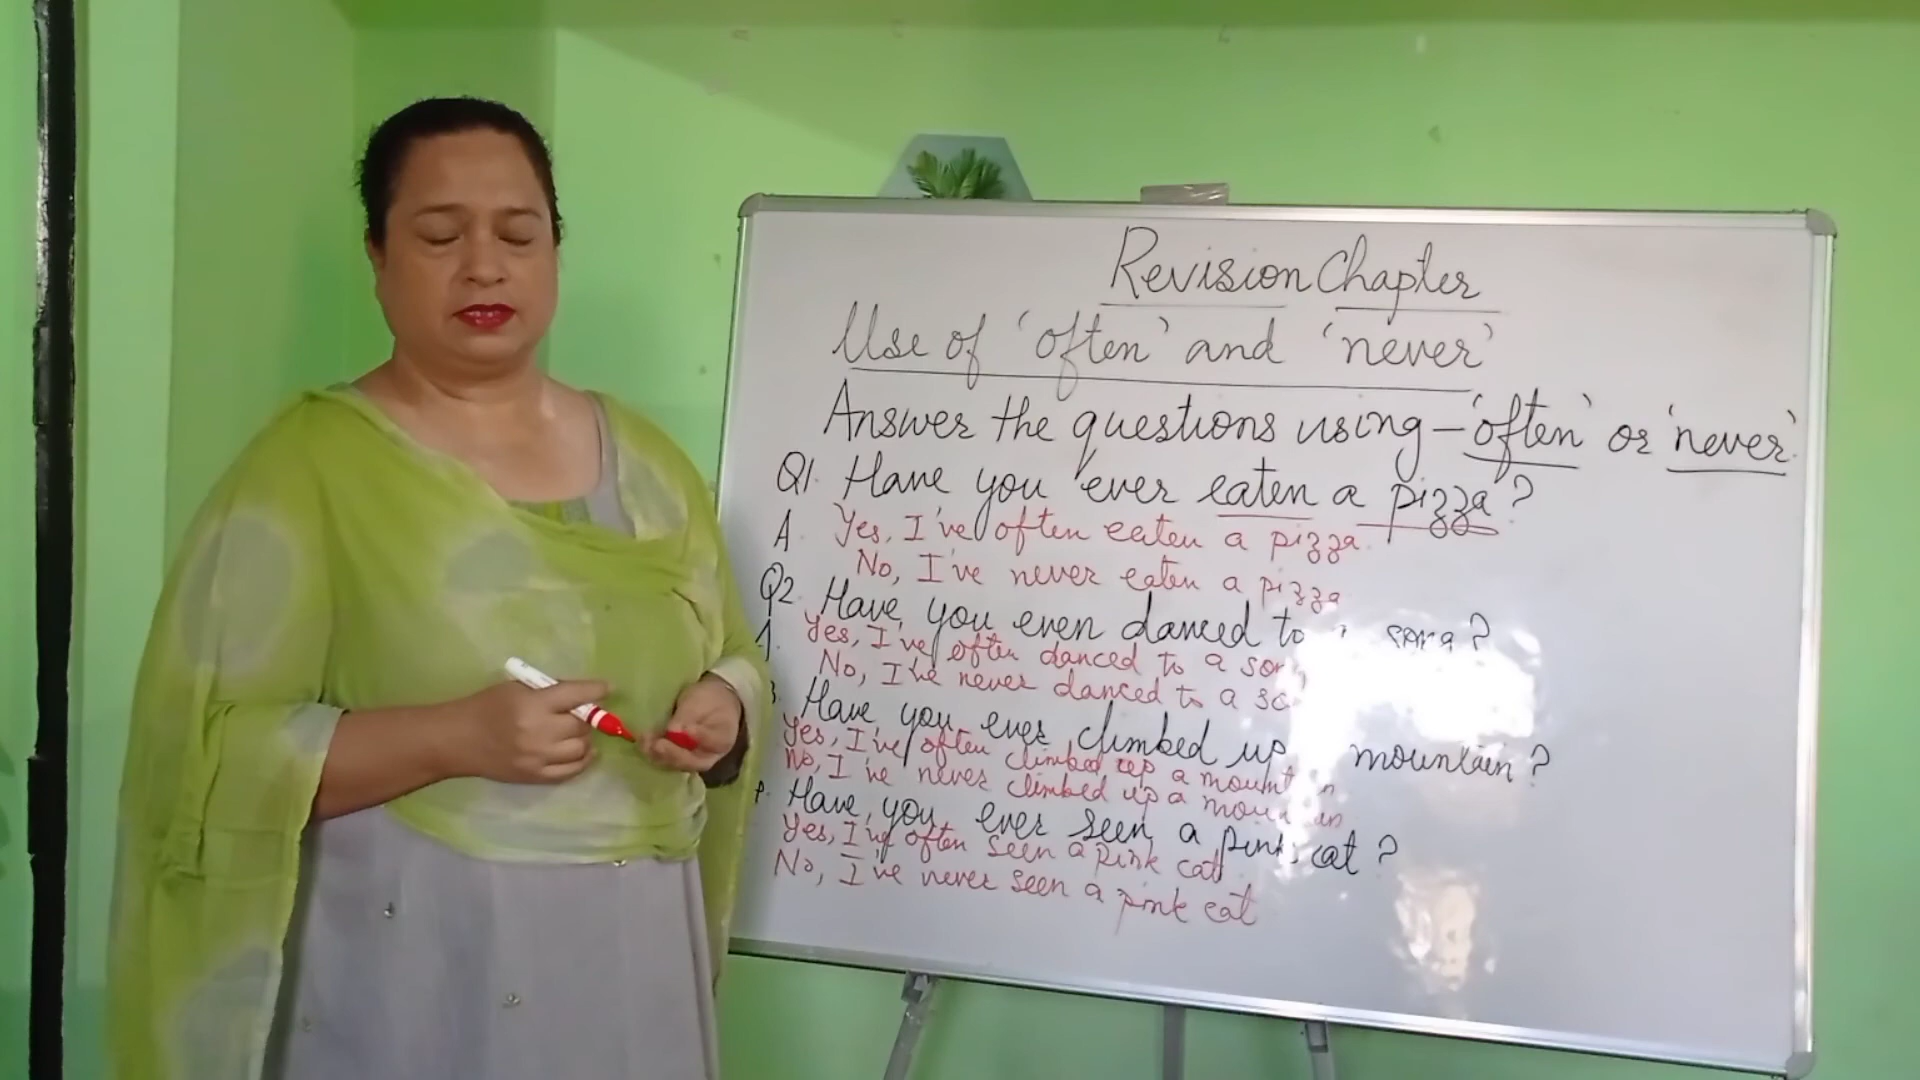 Revision Chapter
Use of 'often' and 'never'
Answer the questions using – 'often' or 'never'.
Q1. Have you ever eaten a pizza?
A. Yes, I've often eaten a pizza.
No, I've never eaten a pizza
Q2. Have you even danced to song?
Yes, I've often danced to a song
No, I've never danced to a
3. Have you ever climbed up mountain?
Yes, I've often climbed up a mountain
No, I've never climbed up a mountain
Have you ever seen a pink cat?
Yes, I've often seen a pink cat.
No, I've never seen a pink cat